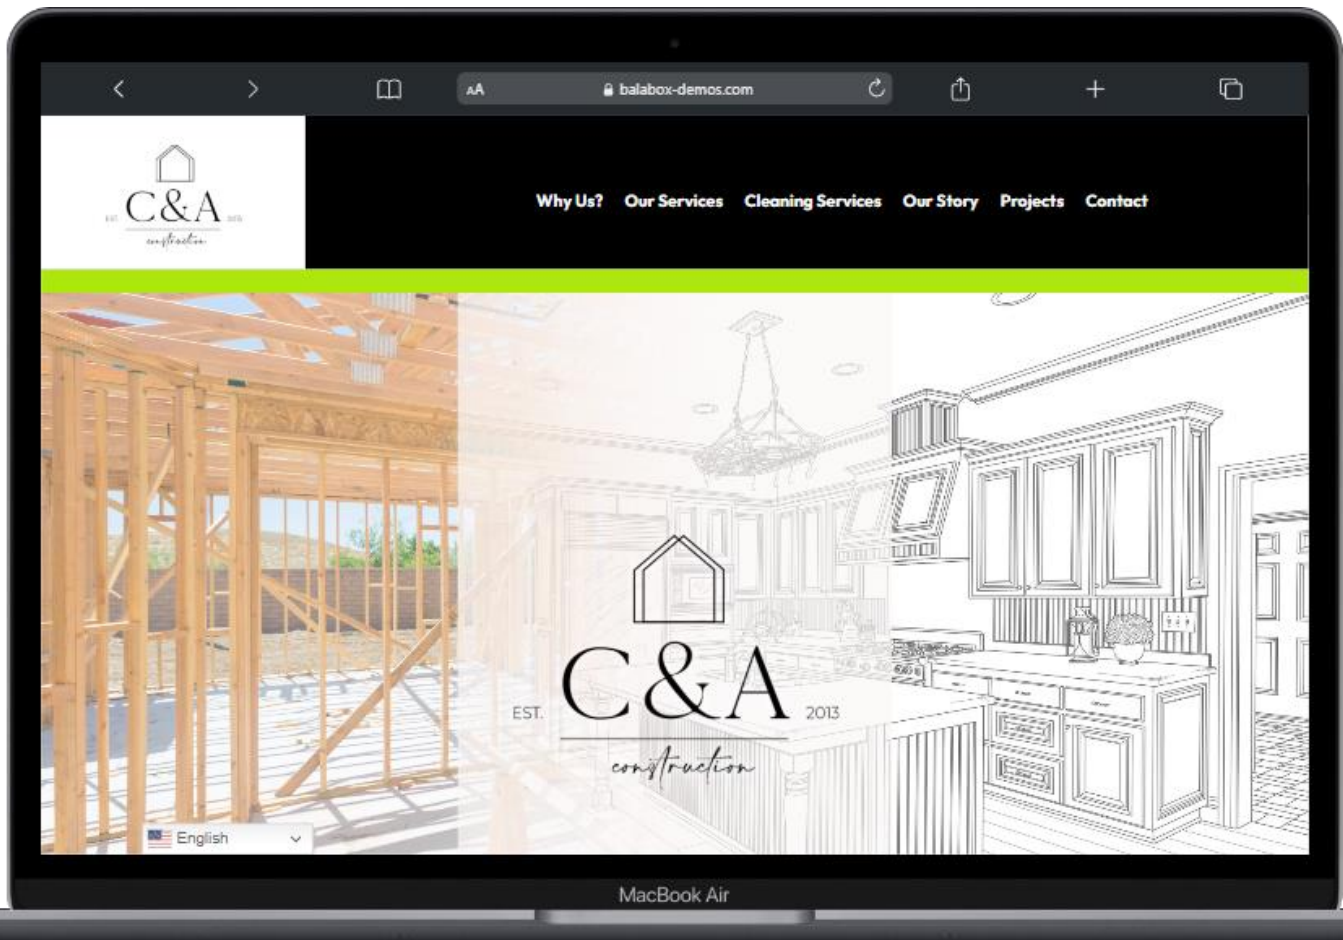 AA balabox-demos.com
C&A
EST. 2013
construction
Why Us? Our Services Cleaning Services Our Story Projects Contact
C&A
EST. 2013
construction
English
MacBook Air